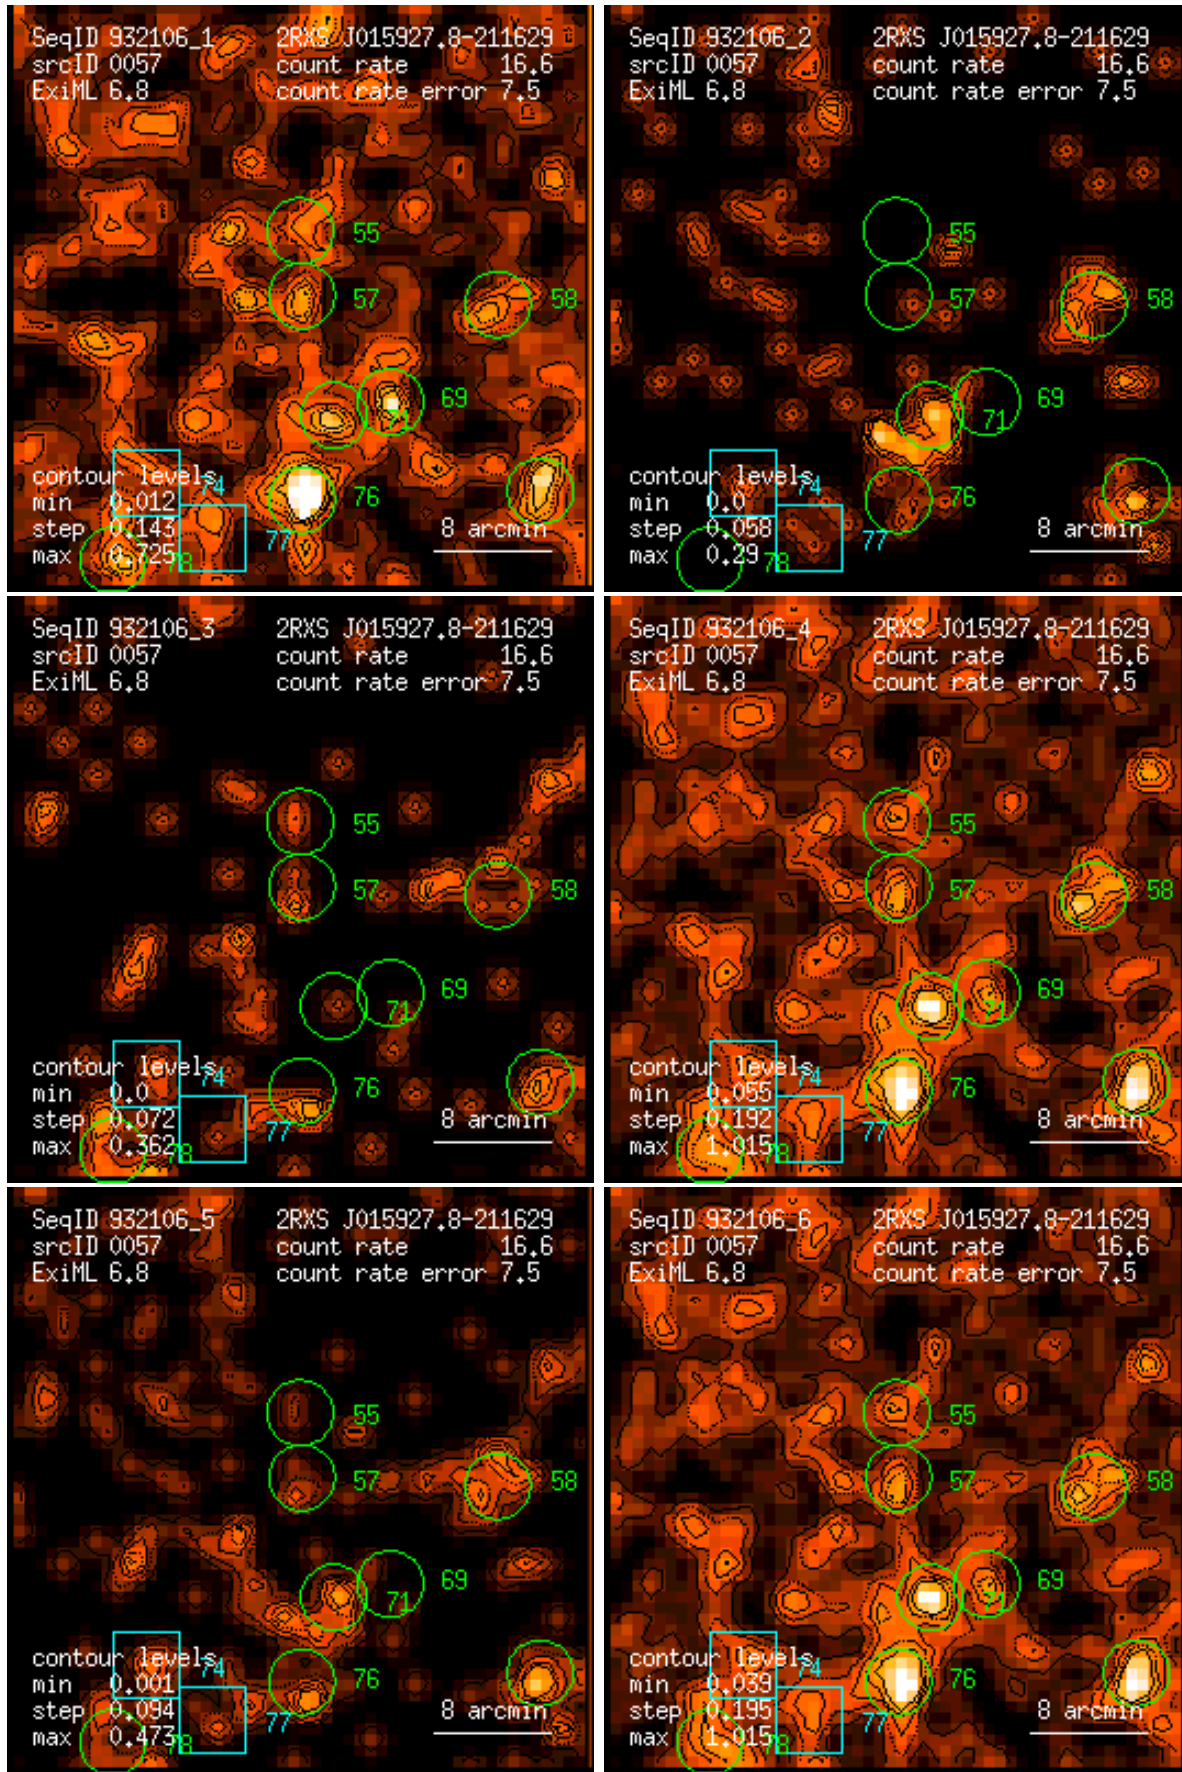 SeqID 932106_1 2RXS J015927.8-211629
srcID 0057 count rate 16.6
ExiML 6.8 count rate error 7.5
55
57 58
69
71
contour levels
74
min 0.012 76
step 0.143 77 8 arcmin
max 0.725 78
SeqID 932106_2 2RXS J015927.8-211629
srcID 0057 count rate 16.6
ExiML 6.8 count rate error 7.5
55
57 58
69
71
contour levels
74
min 0.0 76
step 0.058 77 8 arcmin
max 0.29 78
SeqID 932106_3 2RXS J015927.8-211629
srcID 0057 count rate 16.6
ExiML 6.8 count rate error 7.5
55
57 58
69
71
contour levels
74
min 0.0 76
step 0.072 77 8 arcmin
max 0.362 78
SeqID 932106_4 2RXS J015927.8-211629
srcID 0057 count rate 16.6
ExiML 6.8 count rate error 7.5
55
57 58
69
71
contour levels
74
min 0.055 76
step 0.192 77 8 arcmin
max 1.015 78
SeqID 932106_5 2RXS J015927.8-211629
srcID 0057 count rate 16.6
ExiML 6.8 count rate error 7.5
55
57 58
69
71
contour levels
74
min 0.001 76
step 0.094 77 8 arcmin
max 0.473 78
SeqID 932106_6 2RXS J015927.8-211629
srcID 0057 count rate 16.6
ExiML 6.8 count rate error 7.5
55
57 58
69
71
contour levels
74
min 0.039 76
step 0.195 77 8 arcmin
max 1.015 78